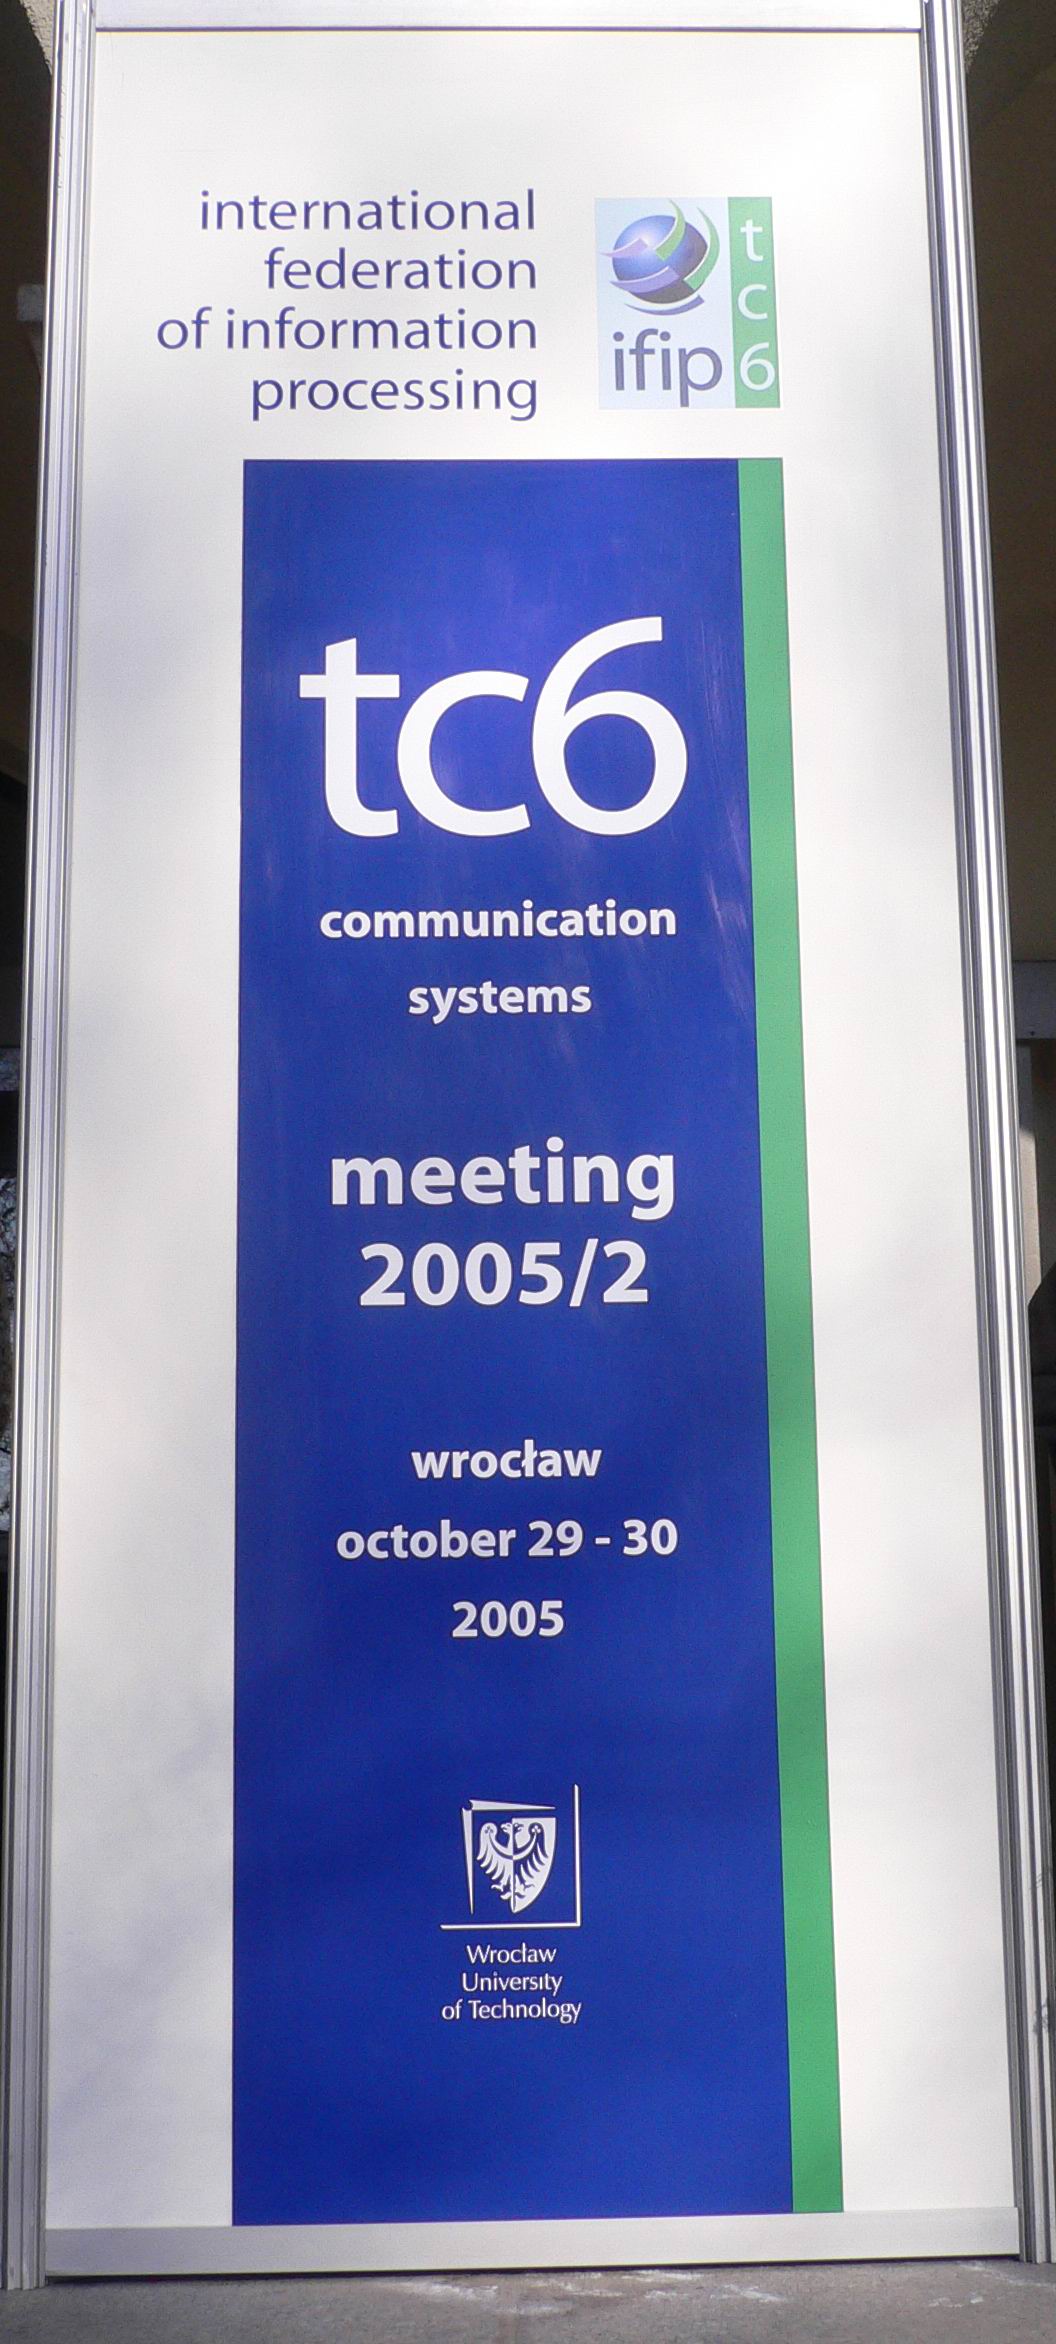 international
federation
of information
processing
ifip
tc6
tc6
communication
systems
meeting
2005/2
wrocław
october 29 - 30
2005
Wrocław
University
of Technology